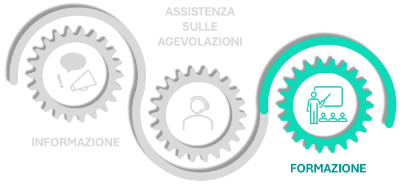 ASSISTENZA
SULLE
AGEVOLAZIONI
INFORMAZIONE
FORMAZIONE